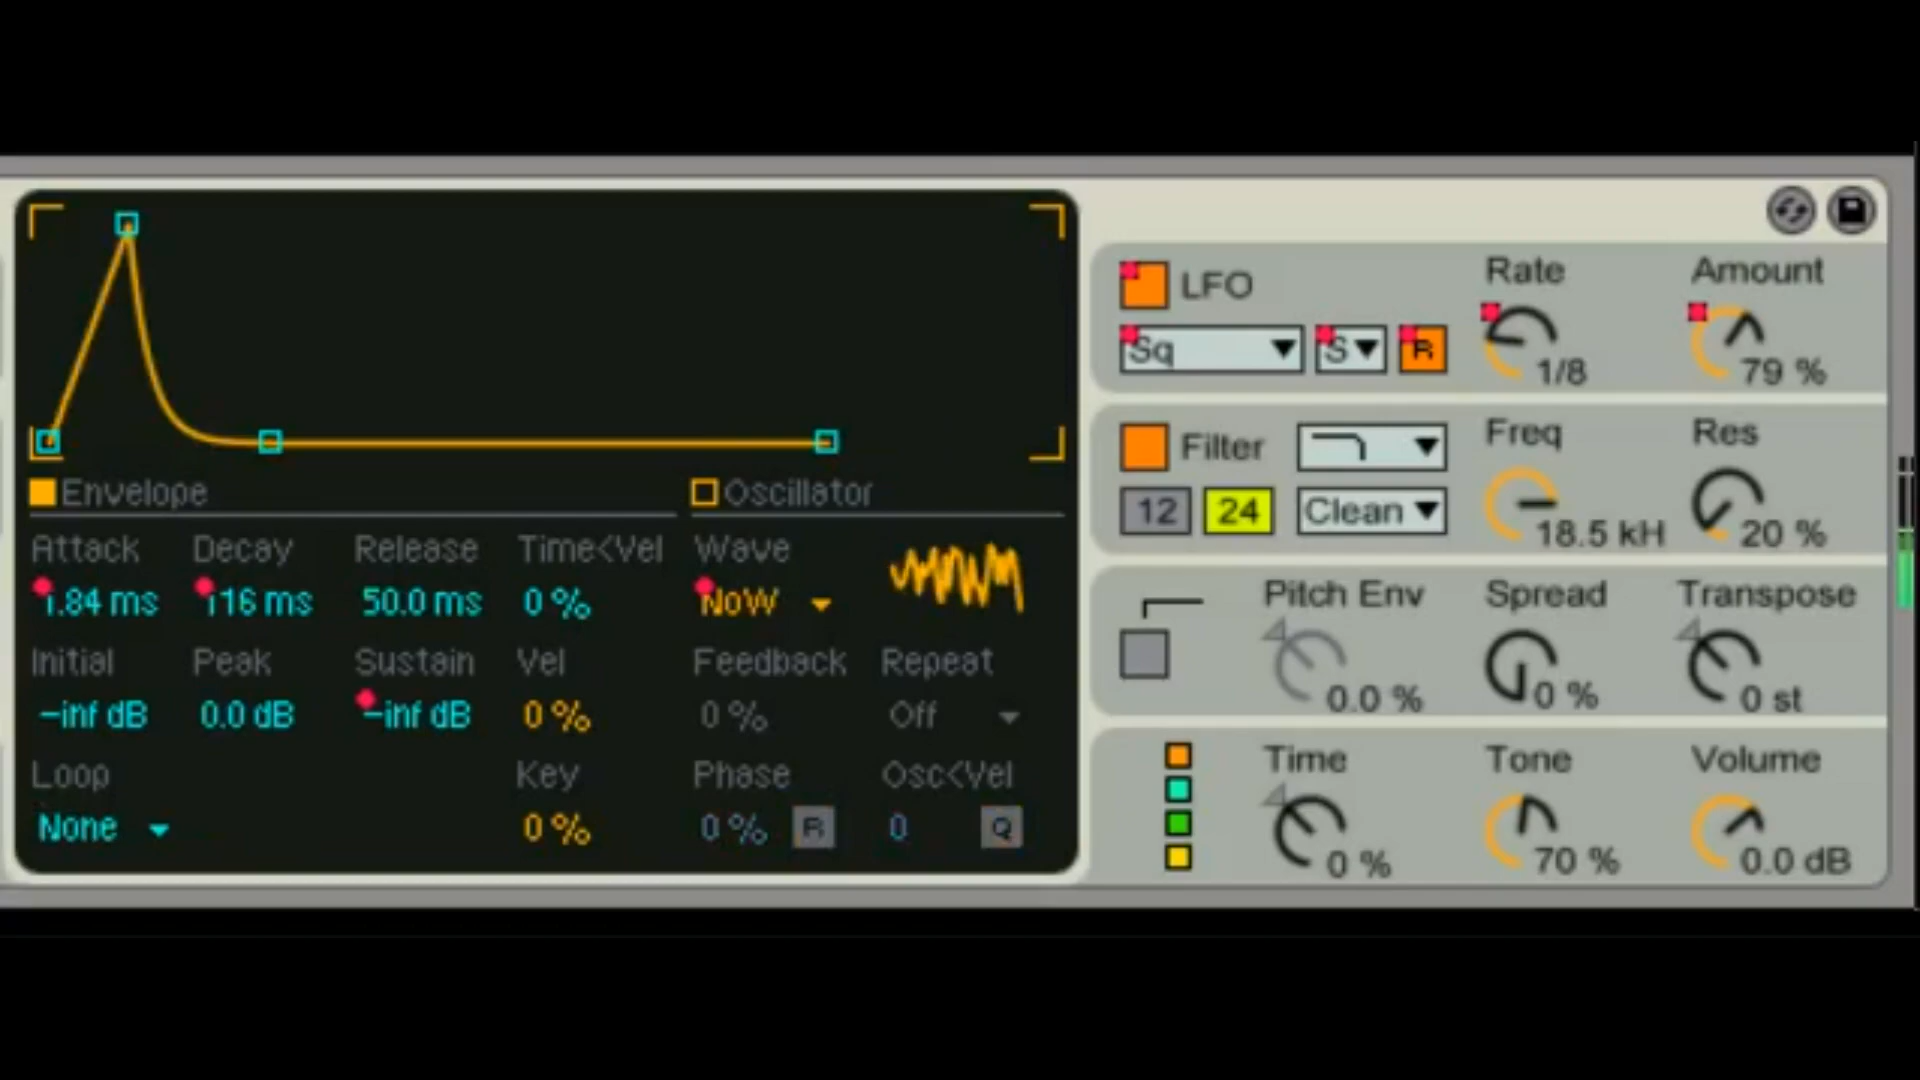 Envelope Oscillator
Attack Decay Release Time<Vel Wave
1.84 ms 116 ms 50.0 ms 0 % NoW
Initial Peak Sustain Vel Feedback Repeat
-inf dB 0.0 dB -inf dB 0 % 0 % Off
Loop Key Phase Osc<Vel
None 0 % 0 % R 0 Q
LFO Rate Amount
Sq S R 1/8 79 %
Filter Freq Res
12 24 Clean 18.5 kH 20 %
Pitch Env Spread Transpose
0.0 % 0 % 0 st
Time Tone Volume
0 % 70 % 0.0 dB